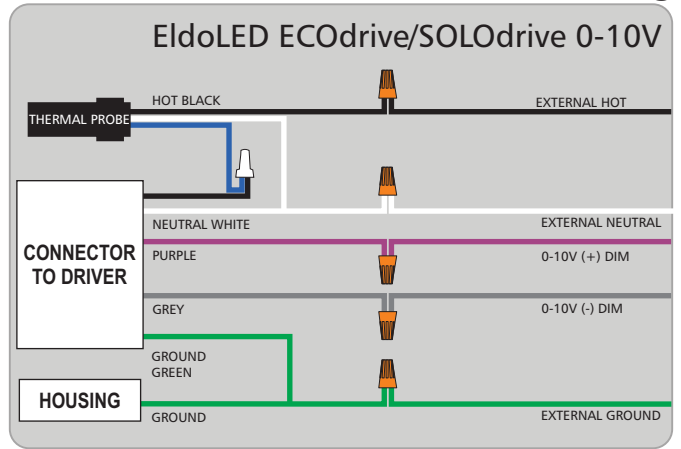 EldoLED ECOdrive/SOLOdrive 0-10V
HOT BLACK
EXTERNAL HOT
THERMAL PROBE
NEUTRAL WHITE
EXTERNAL NEUTRAL
CONNECTOR
TO DRIVER
PURPLE
0-10V (+) DIM
GREY
0-10V (-) DIM
GROUND
GREEN
HOUSING
GROUND
EXTERNAL GROUND